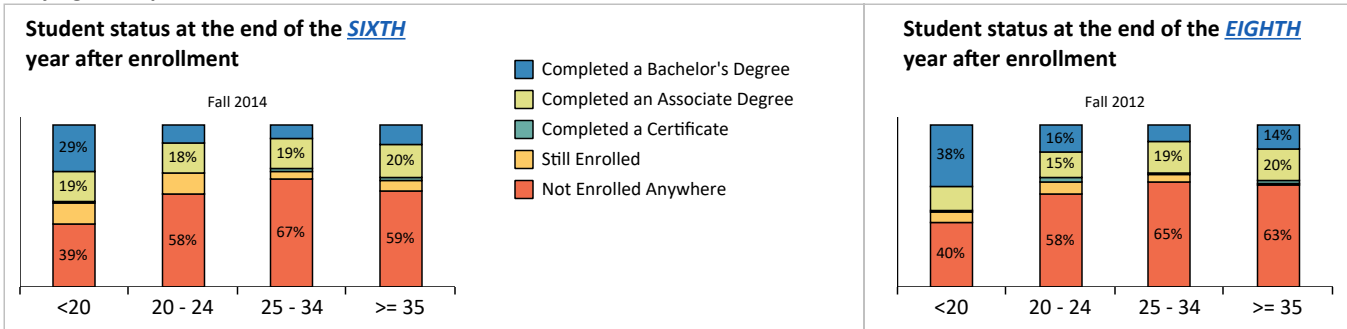 Student status at the end of the SIXTH
year after enrollment
Fall 2014
29%
19%
39%
18%
58%
19%
67%
20%
59%
<20
20 - 24
25 - 34
>= 35
Completed a Bachelor's Degree
Completed an Associate Degree
Completed a Certificate
Still Enrolled
Not Enrolled Anywhere
Student status at the end of the EIGHTH
year after enrollment
Fall 2012
38%
40%
16%
15%
58%
19%
65%
14%
20%
63%
<20
20 - 24
25 - 34
>= 35